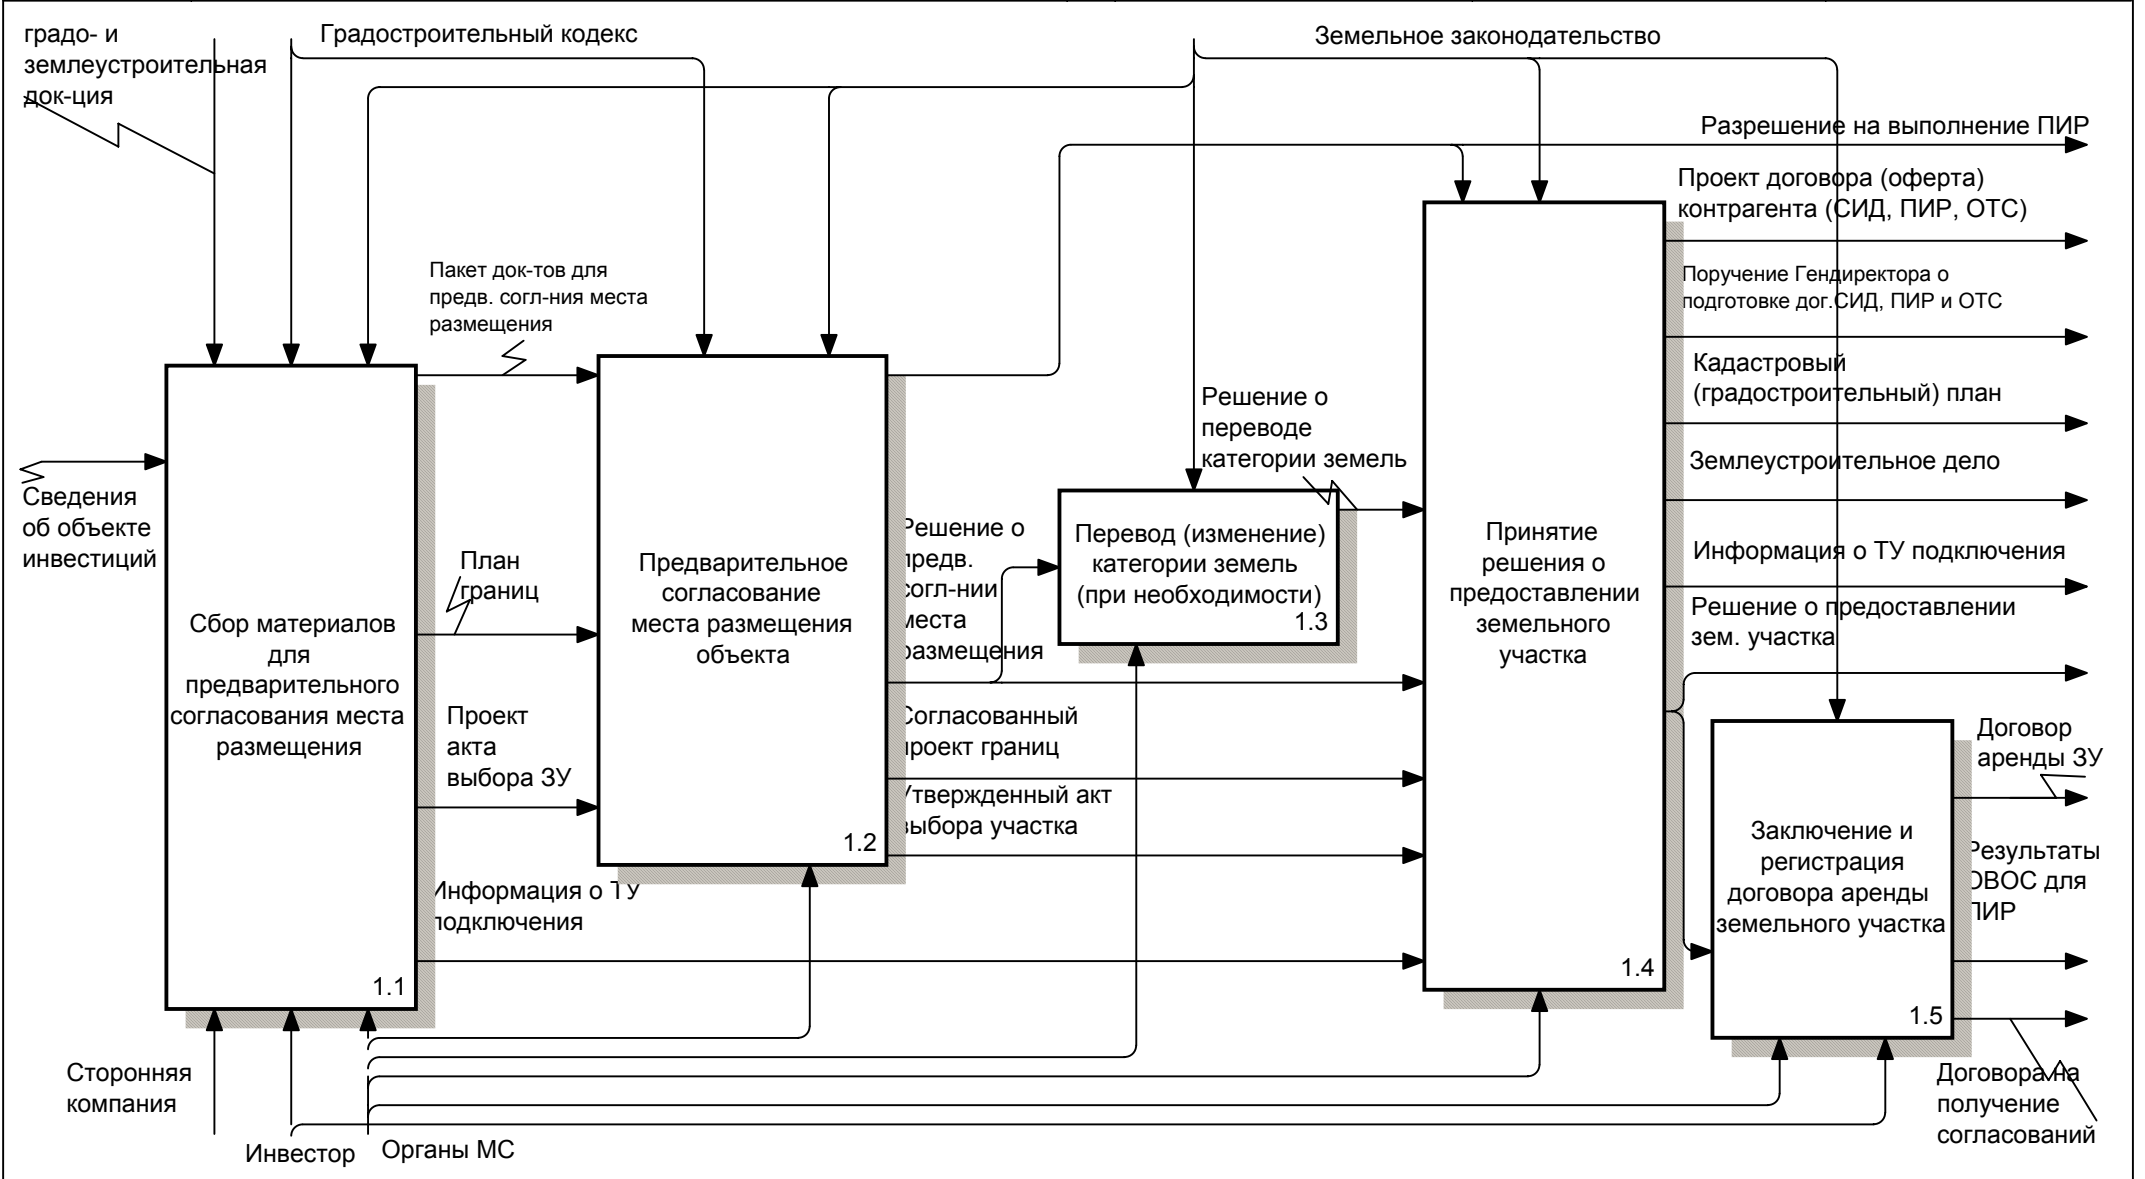 градо- и
землеустроительная
док-ция
Градостроительный кодекс
Земельное законодательство
Разрешение на выполнение ПИР
Проект договора (оферта)
контрагента (СИД, ПИР, ОТС)
Поручение Гендиректора о
подготовке дог.СИД, ПИР и ОТС
Кадастровый
(градостроительный) план
Землеустроительное дело
Информация о ТУ подключения
Решение о предоставлении
зем. участка
Пакет док-тов для
предв. согл-ния места
размещения
Сведения
об объекте
инвестиций
План
границ
Проект
акта
выбора ЗУ
Информация о ТУ
подключения
Сбор материалов
для
предварительного
согласования места
размещения
1.1
Предварительное
согласование
места размещения
объекта
1.2
Решение о
предв.
согл-нии
места
размещения
Согласованный
проект границ
Утвержденный акт
выбора участка
Решение о
переводе
категории земель
Перевод (изменение)
категории земель
(при необходимости)
1.3
Принятие
решения о
предоставлении
земельного
участка
1.4
Заключение и
регистрация
договора аренды
земельного участка
1.5
Договор
аренды ЗУ
Результаты
ОВОС для
ПИР
Договора на
получение
согласований
Сторонняя
компания
Инвестор
Органы МС